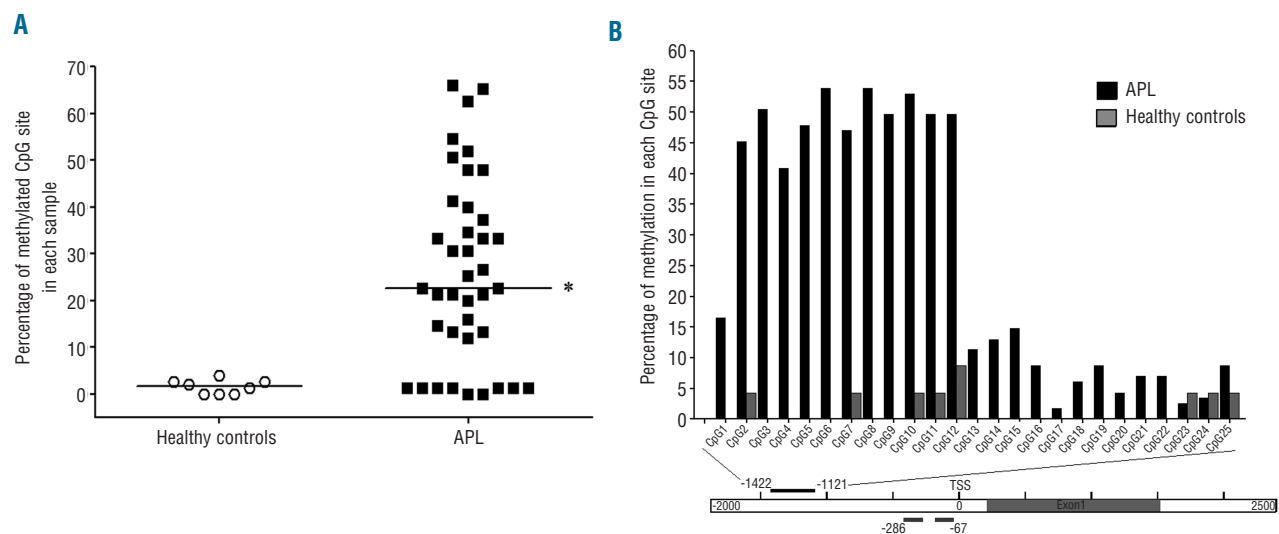 A
Percentage of methylated CpG site
in each sample
70
60
50
40
30
20
10
0
*
Healthy controls
APL
B
Percentage of methylation in each CpG site
60
55
50
45
40
35
30
25
20
15
10
5
0
APL
Healthy controls
CpG1
CpG2
CpG3
CpG4
CpG5
CpG6
CpG7
CpG8
CpG9
CpG10
CpG11
CpG12
CpG13
CpG14
CpG15
CpG16
CpG17
CpG18
CpG19
CpG20
CpG21
CpG22
CpG23
CpG24
CpG25
-1422
-1121
TSS
-2000
0
Exon1
2500
-286
-67